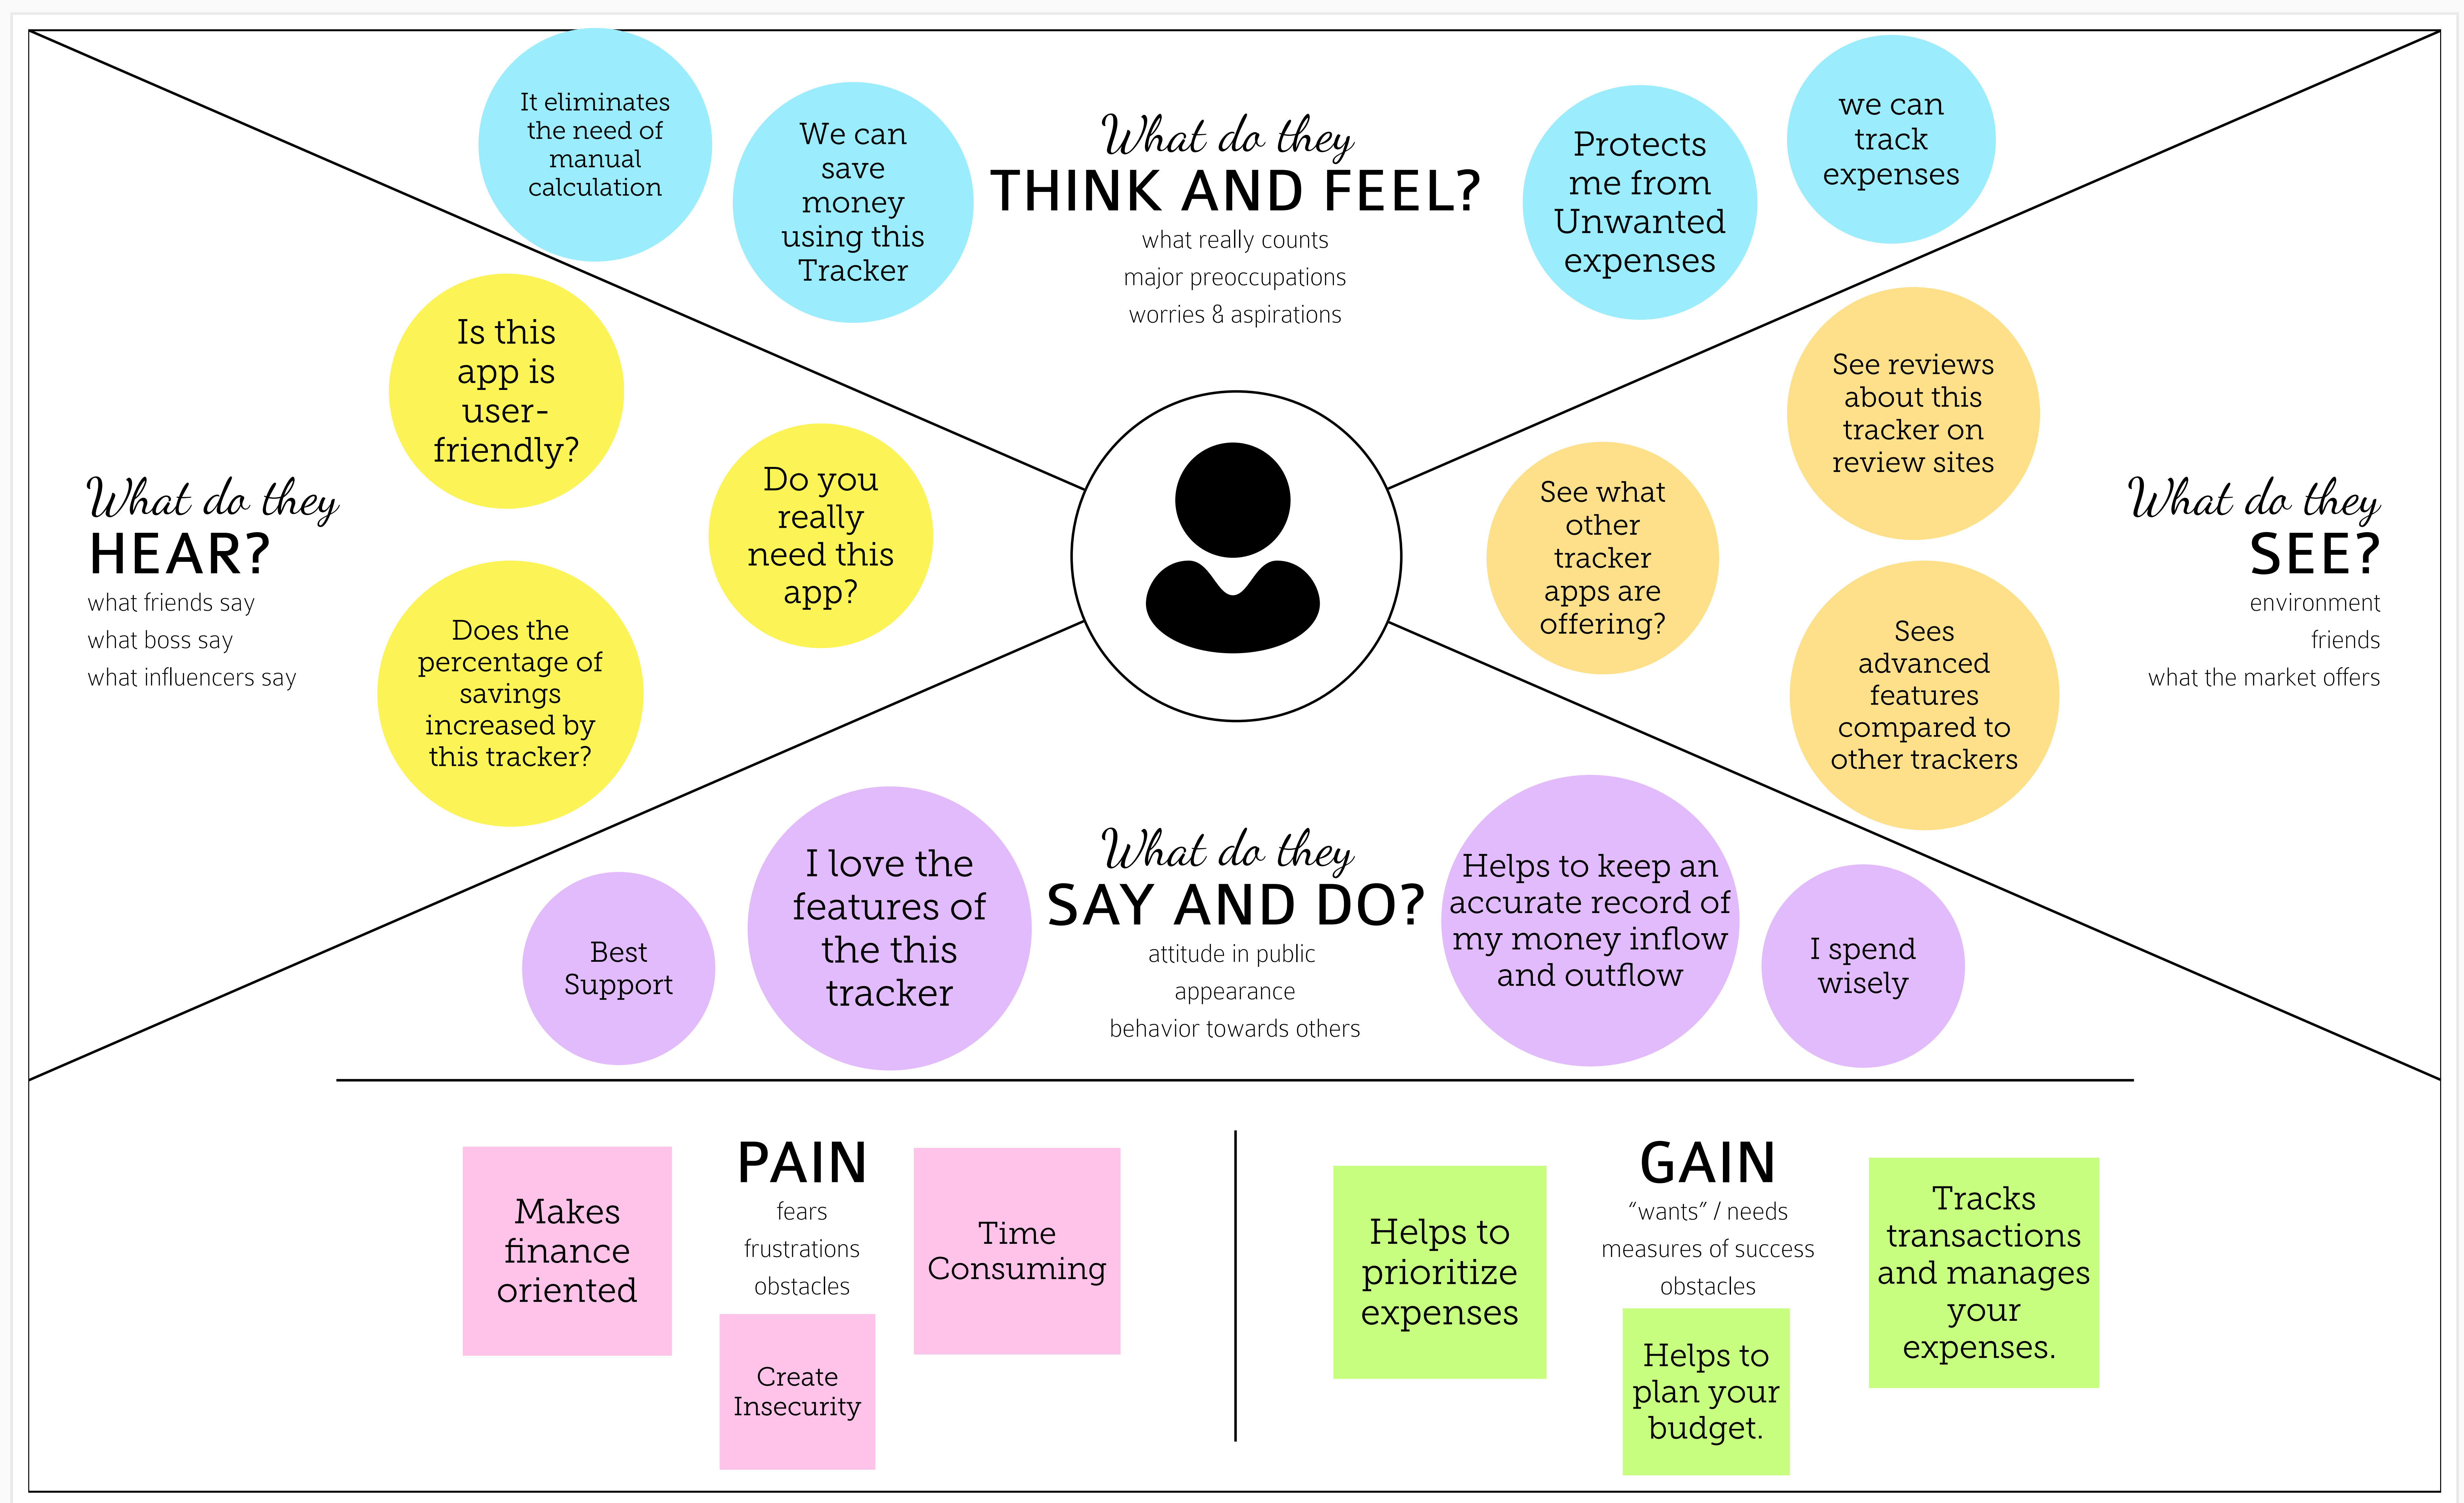 It eliminates
the need of
manual
calculation
We can
save
money
using this
Tracker
What do they
THINK AND FEEL?
what really counts
major preoccupations
worries & aspirations
Protects
me from
Unwanted
expenses
we can
track
expenses
What do they
HEAR?
what friends say
what boss say
what influencers say
Is this
app is
user-
friendly?
Do you
really
need this
app?
Does the
percentage of
savings
increased by
this tracker?
See what
other
tracker
apps are
offering?
See reviews
about this
tracker on
review sites
Sees
advanced
features
compared to
other trackers
What do they
SEE?
environment
friends
what the market offers
Best
Support
I love the
features of
the this
tracker
What do they
SAY AND DO?
attitude in public
appearance
behavior towards others
Helps to keep an
accurate record of
my money inflow
and outflow
I spend
wisely
Makes
finance
oriented
PAIN
fears
frustrations
obstacles
Create
Insecurity
Time
Consuming
Helps to
prioritize
expenses
GAIN
“wants” / needs
measures of success
obstacles
Helps to
plan your
budget.
Tracks
transactions
and manages
your
expenses.